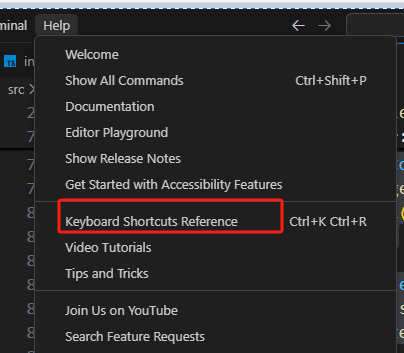 minal Help
TS in
src >
Welcome
Show All Commands Ctrl+Shift+P
Documentation
Editor Playground
Show Release Notes
Get Started with Accessibility Features
Keyboard Shortcuts Reference Ctrl+K Ctrl+R
Video Tutorials
Tips and Tricks
Join Us on YouTube
Search Feature Requests